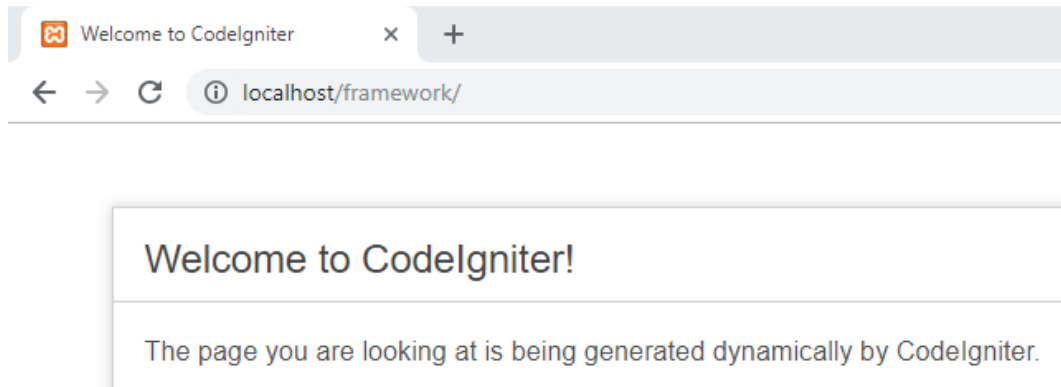 Welcome to CodeIgniter
localhost/framework/
Welcome to CodeIgniter!
The page you are looking at is being generated dynamically by CodeIgniter.